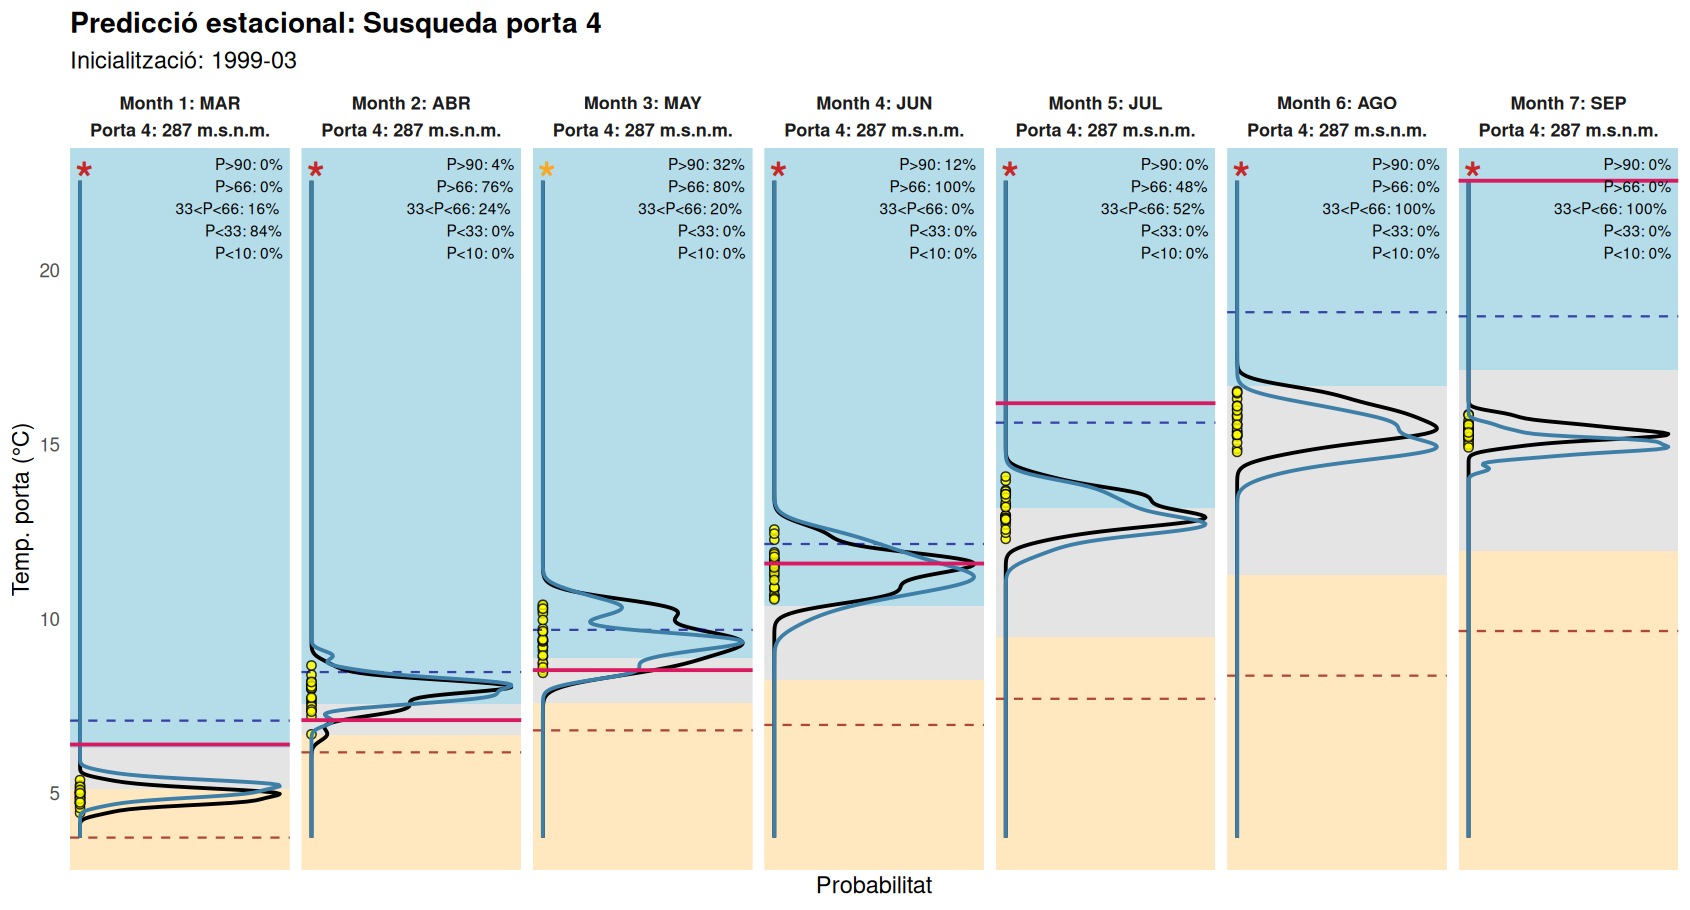 Predicció estacional: Susqueda porta 4
Inicialització: 1999-03
Month 1: MAR
Porta 4: 287 m.s.n.m.
Month 2: ABR
Porta 4: 287 m.s.n.m.
Month 3: MAY
Porta 4: 287 m.s.n.m.
Month 4: JUN
Porta 4: 287 m.s.n.m.
Month 5: JUL
Porta 4: 287 m.s.n.m.
Month 6: AGO
Porta 4: 287 m.s.n.m.
Month 7: SEP
Porta 4: 287 m.s.n.m.
*
P>90: 0%
P>66: 0%
33<P<66: 16%
P<33: 84%
P<10: 0%
*
P>90: 4%
P>66: 76%
33<P<66: 24%
P<33: 0%
P<10: 0%
*
P>90: 32%
P>66: 80%
33<P<66: 20%
P<33: 0%
P<10: 0%
*
P>90: 12%
P>66: 100%
33<P<66: 0%
P<33: 0%
P<10: 0%
*
P>90: 0%
P>66: 48%
33<P<66: 52%
P<33: 0%
P<10: 0%
*
P>90: 0%
P>66: 0%
33<P<66: 100%
P<33: 0%
P<10: 0%
*
P>90: 0%
P>66: 0%
33<P<66: 100%
P<33: 0%
P<10: 0%
20
15
10
5
Temp. porta (°C)
Probabilitat